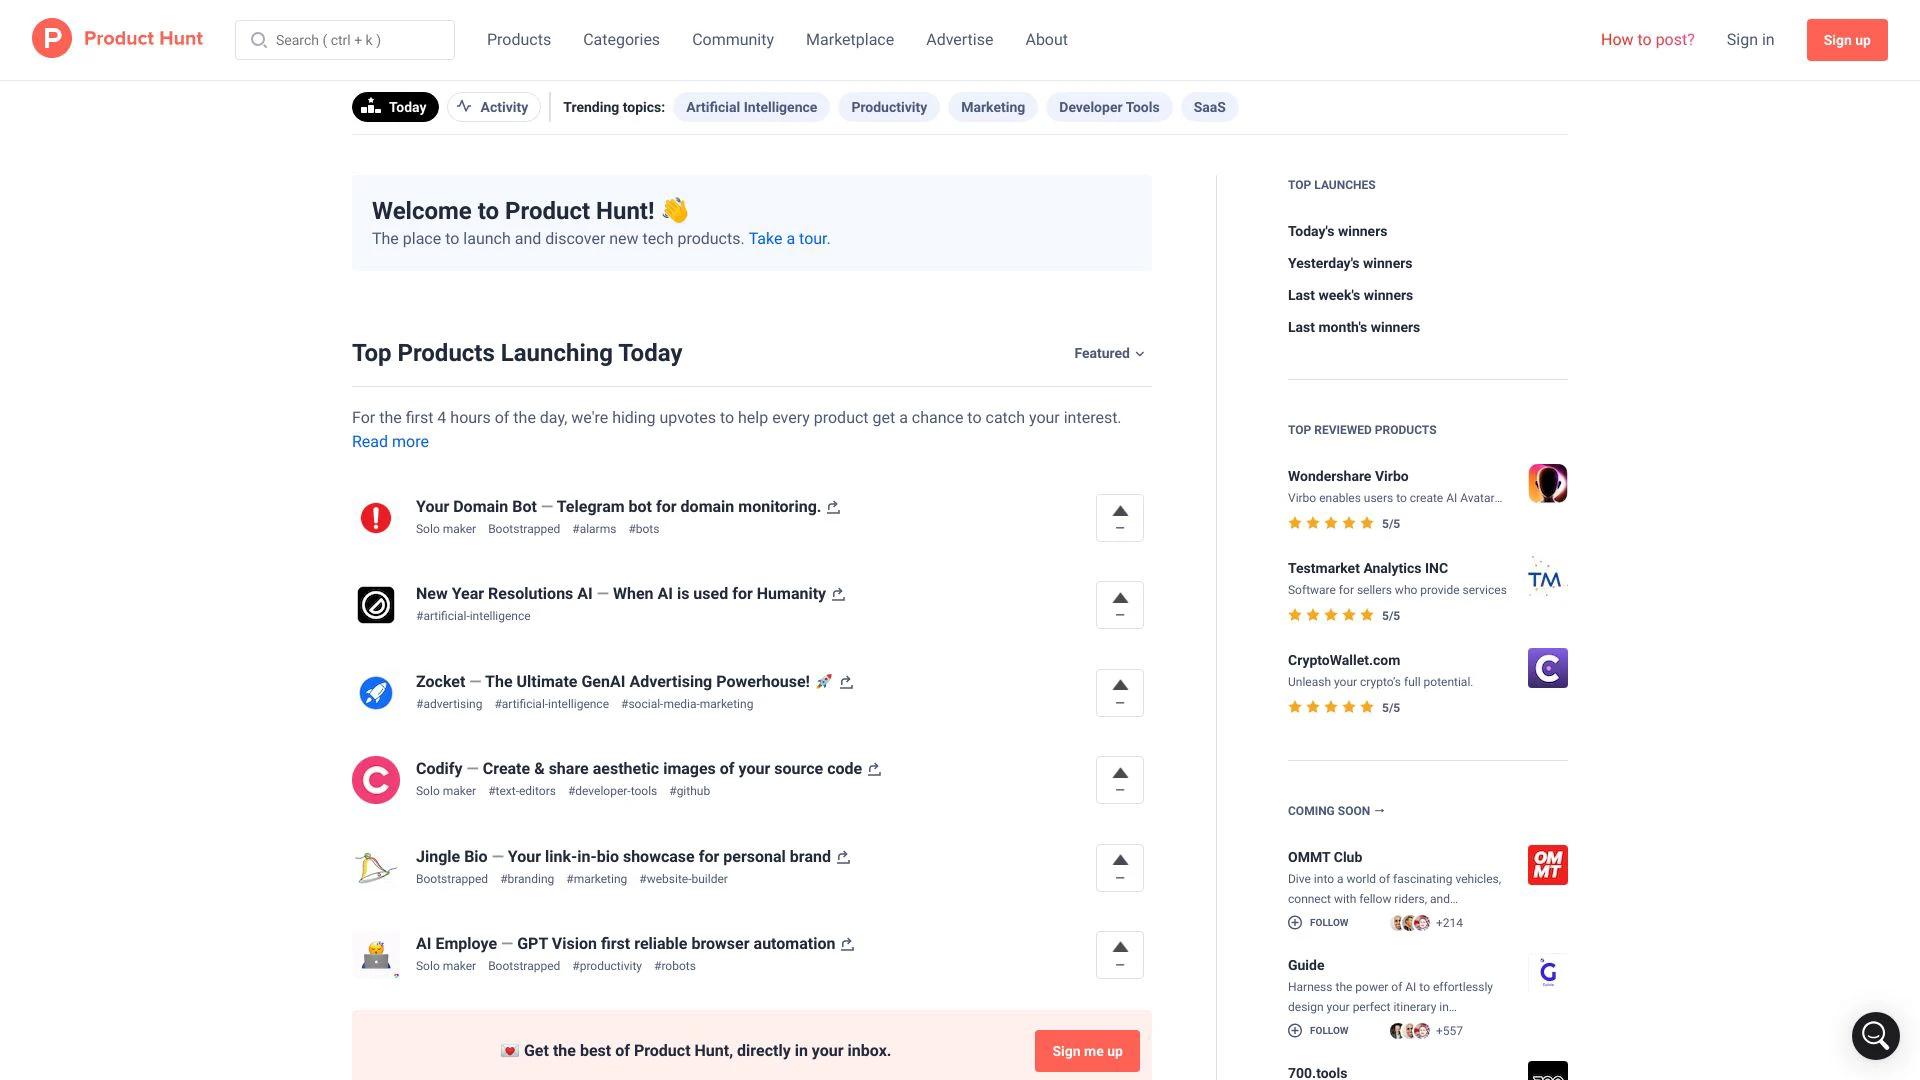 P Product Hunt Search ( ctrl + k ) Products Categories Community Marketplace Advertise About How to post? Sign in Sign up
Today Activity Trending topics: Artificial Intelligence Productivity Marketing Developer Tools SaaS
Welcome to Product Hunt! 👋
The place to launch and discover new tech products. Take a tour.
Top Products Launching Today Featured
For the first 4 hours of the day, we're hiding upvotes to help every product get a chance to catch your interest.
Read more
Your Domain Bot — Telegram bot for domain monitoring.
Solo maker Bootstrapped #alarms #bots
–
New Year Resolutions AI — When AI is used for Humanity
#artificial-intelligence
–
Zocket — The Ultimate GenAI Advertising Powerhouse! 🚀
#advertising #artificial-intelligence #social-media-marketing
–
C
Codify — Create & share aesthetic images of your source code
Solo maker #text-editors #developer-tools #github
–
Jingle Bio — Your link-in-bio showcase for personal brand
Bootstrapped #branding #marketing #website-builder
–
AI Employe — GPT Vision first reliable browser automation
Solo maker Bootstrapped #productivity #robots
–
💌 Get the best of Product Hunt, directly in your inbox. Sign me up
TOP LAUNCHES
Today's winners
Yesterday's winners
Last week's winners
Last month's winners
TOP REVIEWED PRODUCTS
Wondershare Virbo
Virbo enables users to create AI Avatar...
5/5
Testmarket Analytics INC
TM
Software for sellers who provide services
5/5
CryptoWallet.com
C
Unleash your crypto’s full potential.
5/5
COMING SOON →
OMMT Club
OM
MT
Dive into a world of fascinating vehicles,
connect with fellow riders, and...
FOLLOW +214
Guide
G
Harness the power of AI to effortlessly
design your perfect itinerary in...
FOLLOW +557
700.tools